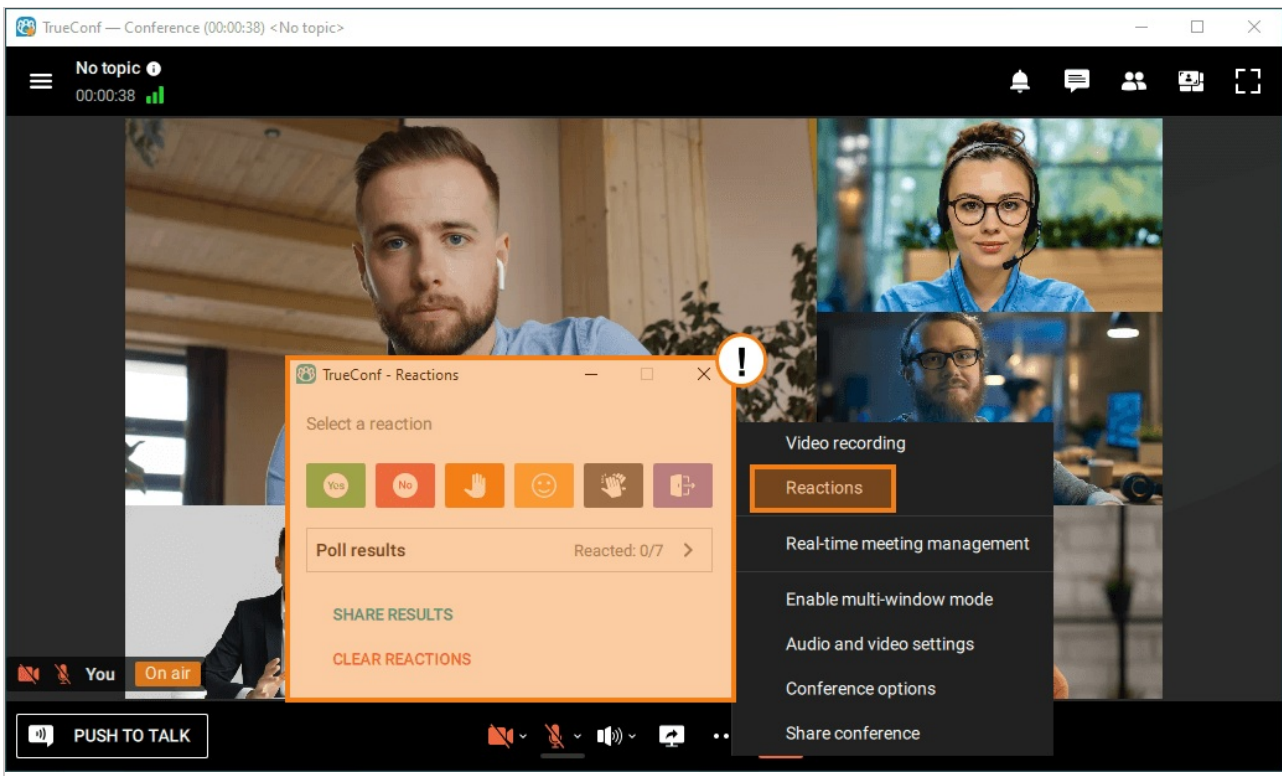 TrueConf — Conference (00:00:38) <No topic>
No topic
00:00:38
TrueConf - Reactions
Select a reaction
Yes
No
Poll results
Reacted: 0/7
SHARE RESULTS
CLEAR REACTIONS
!
Video recording
Reactions
Real-time meeting management
Enable multi-window mode
Audio and video settings
Conference options
Share conference
You
On air
PUSH TO TALK